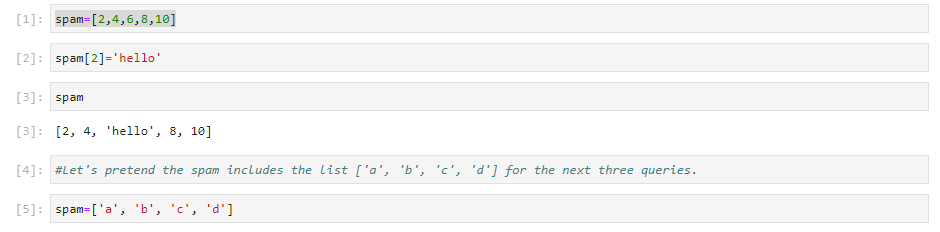 [1]: spam=[2,4,6,8,10]
[2]: spam[2]='hello'
[3]: spam
[3]: [2, 4, 'hello', 8, 10]
[4]: #Let's pretend the spam includes the list ['a', 'b', 'c', 'd'] for the next three queries.
[5]: spam=['a', 'b', 'c', 'd']